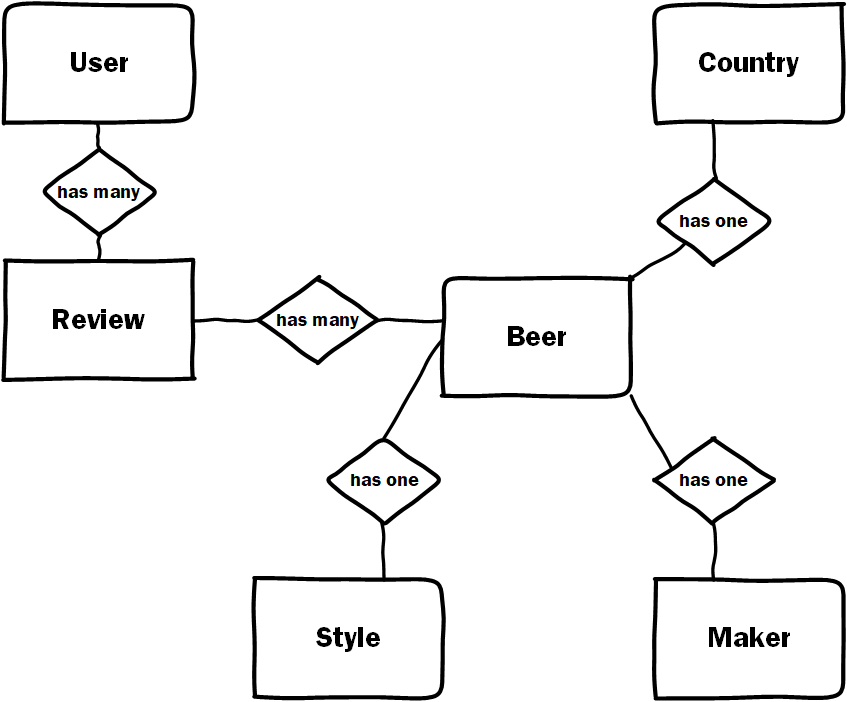 User
Country
has many
has one
Review
has many
Beer
has one
has one
Style
Maker